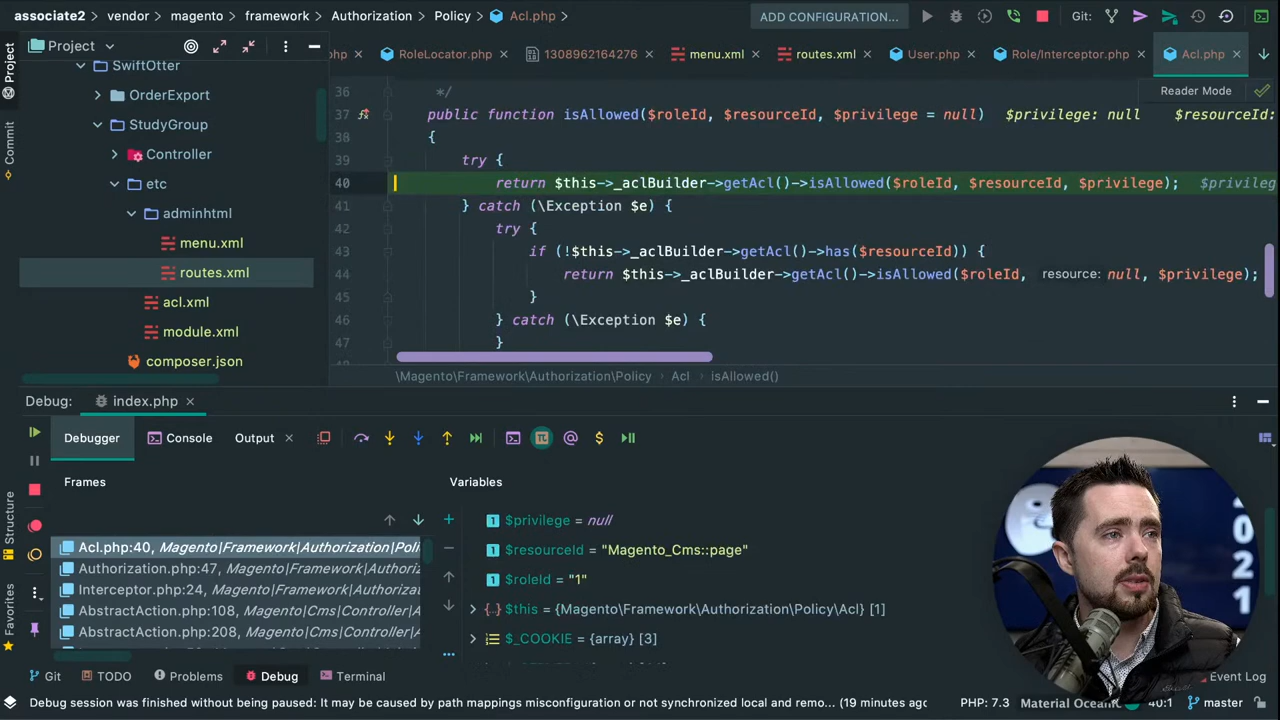 associate2 vendor magento framework Authorization Policy Acl.php
ADD CONFIGURATION...
Git:
Project
.php
RoleLocator.php
1308962164276
menu.xml
routes.xml
User.php
Role/Interceptor.php
Acl.php
Project
Commit
Structure
Favorites
SwiftOtter
OrderExport
StudyGroup
Controller
etc
adminhtml
menu.xml
routes.xml
acl.xml
module.xml
composer.json
Reader Mode
36 */
37 public function isAllowed($roleId, $resourceId, $privilege = null) $privilege: null $resourceId:
38 {
39 try {
40 return $this->_aclBuilder->getAcl()->isAllowed($roleId, $resourceId, $privilege); $privileg
41 } catch (\Exception $e) {
42 try {
43 if (!$this->_aclBuilder->getAcl()->has($resourceId)) {
44 return $this->_aclBuilder->getAcl()->isAllowed($roleId, resource: null, $privilege);
45 }
46 } catch (\Exception $e) {
47 }
\Magento\Framework\Authorization\Policy Acl isAllowed()
Debug: index.php
Debugger Console Output
Frames
Acl.php:40, Magento|Framework|Authorization|Poli
Authorization.php:47, Magento|Framework|Authoriz
Interceptor.php:24, Magento|Framework|Authoriza
AbstractAction.php:108, Magento|Cms|Controller|A
AbstractAction.php:208, Magento|Cms|Controller|A
Variables
$privilege = null
$resourceId = "Magento_Cms::page"
$roleId = "1"
$this = {Magento\Framework\Authorization\Policy\Acl} [1]
$_COOKIE = {array} [3]
2021
Git TODO Problems Debug Terminal Event Log
Debug session was finished without being paused: It may be caused by path mappings misconfiguration or not synchronized local and remo... (19 minutes ago
PHP: 7.3 Material Oceanic 40:1 master